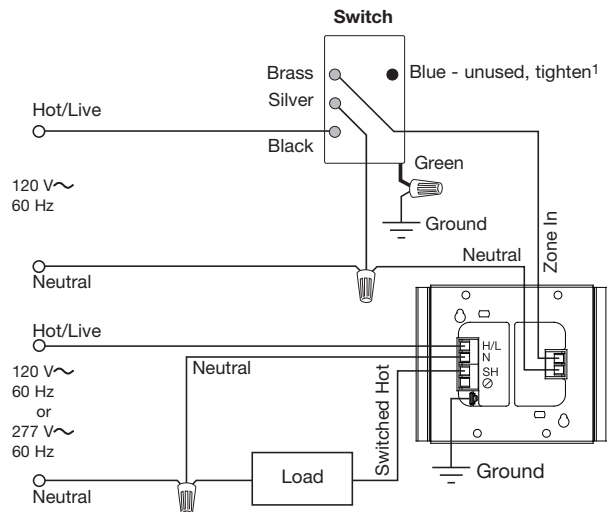 Switch
Brass
Blue - unused, tighten¹
Silver
Hot/Live
Black
Green
120 V~
60 Hz
Ground
Zone In
Neutral
Neutral
Hot/Live
H/L
N
SH
Neutral
120 V~
60 Hz
or
277 V~
60 Hz
Switched Hot
Load
Ground
Neutral